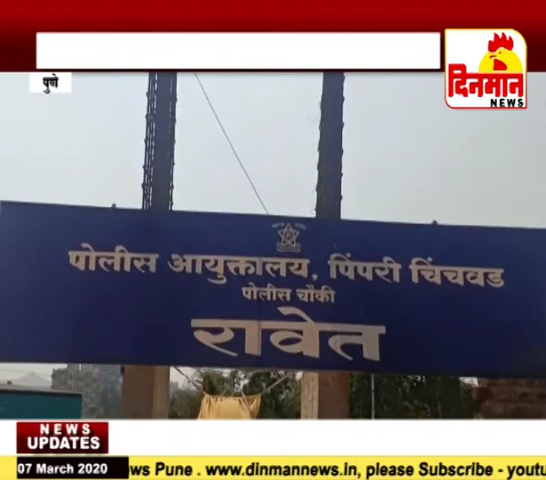 दिनमान
NEWS
पुणे
पोलीस आयुक्तालय, पिंपरी चिंचवड
पोलीस चौकी
रावेत
NEWS
UPDATES
07 March 2020 ws Pune . www.dinmannews.in, please Subscribe - youtu